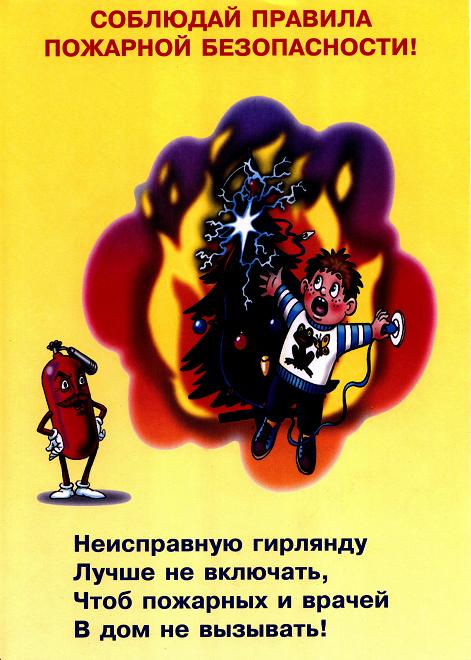 СОБЛЮДАЙ ПРАВИЛА
ПОЖАРНОЙ БЕЗОПАСНОСТИ!
Неисправную гирлянду
Лучше не включать,
Чтоб пожарных и врачей
В дом не вызывать!